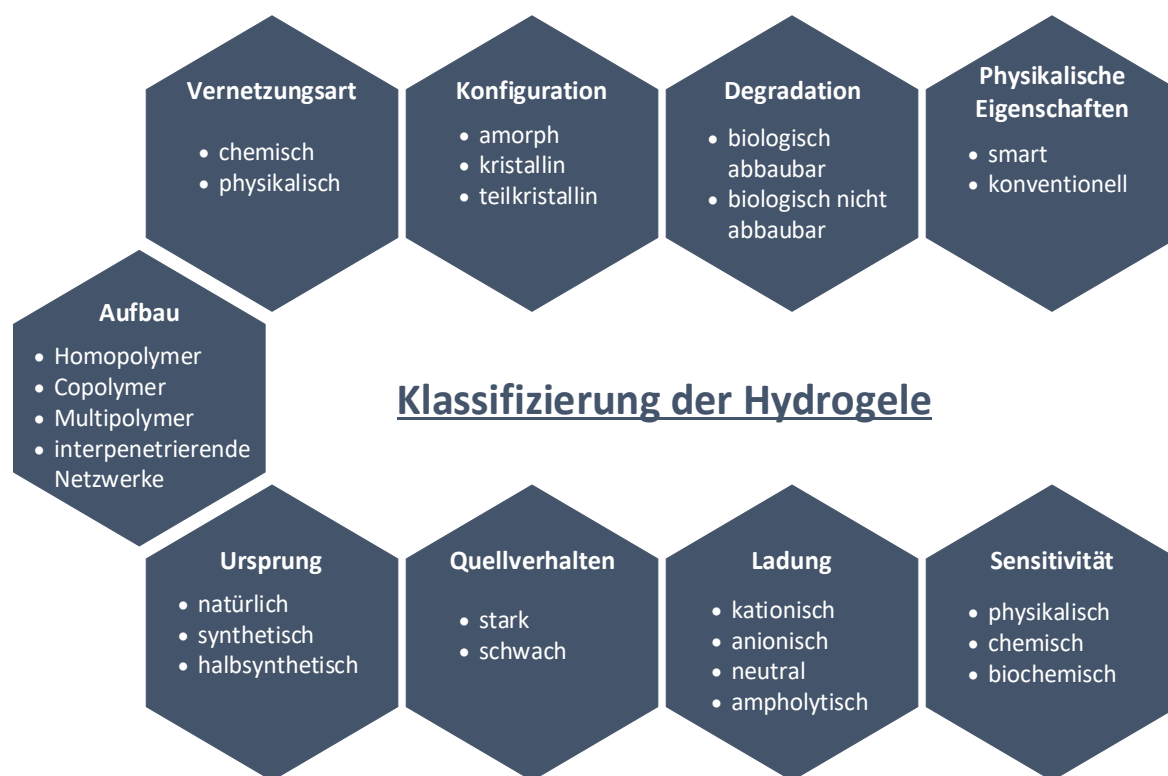 Vernetzungsart
• chemisch
• physikalisch
Konfiguration
• amorph
• kristallin
• teilkristallin
Degradation
• biologisch
abbaubar
• biologisch nicht
abbaubar
Physikalische
Eigenschaften
• smart
• konventionell
Aufbau
• Homopolymer
• Copolymer
• Multipolymer
• interpenetrierende
Netzwerke
Klassifizierung der Hydrogele
Ursprung
• natürlich
• synthetisch
• halbsynthetisch
Quellverhalten
• stark
• schwach
Ladung
• kationisch
• anionisch
• neutral
• ampholytisch
Sensitivität
• physikalisch
• chemisch
• biochemisch